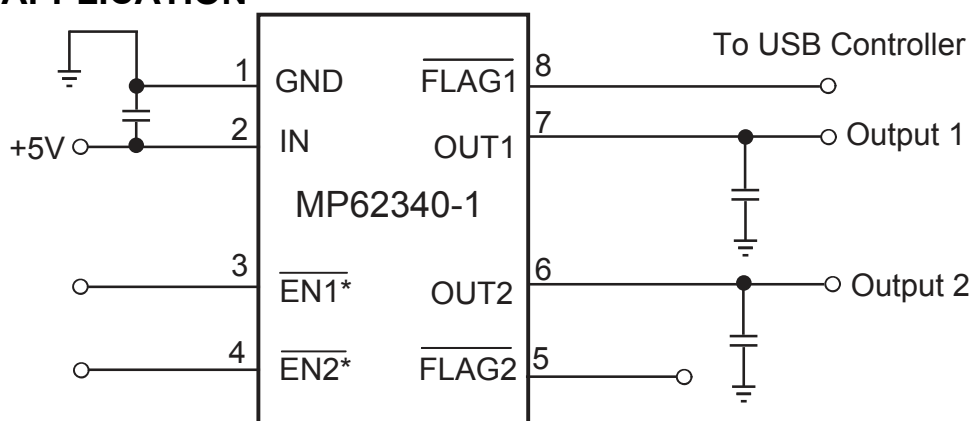 APPLICATION
To USB Controller
1 GND FLAG1 8
+5V 2 IN OUT1 7 Output 1
MP62340-1
3 EN1* OUT2 6 Output 2
4 EN2* FLAG2 5